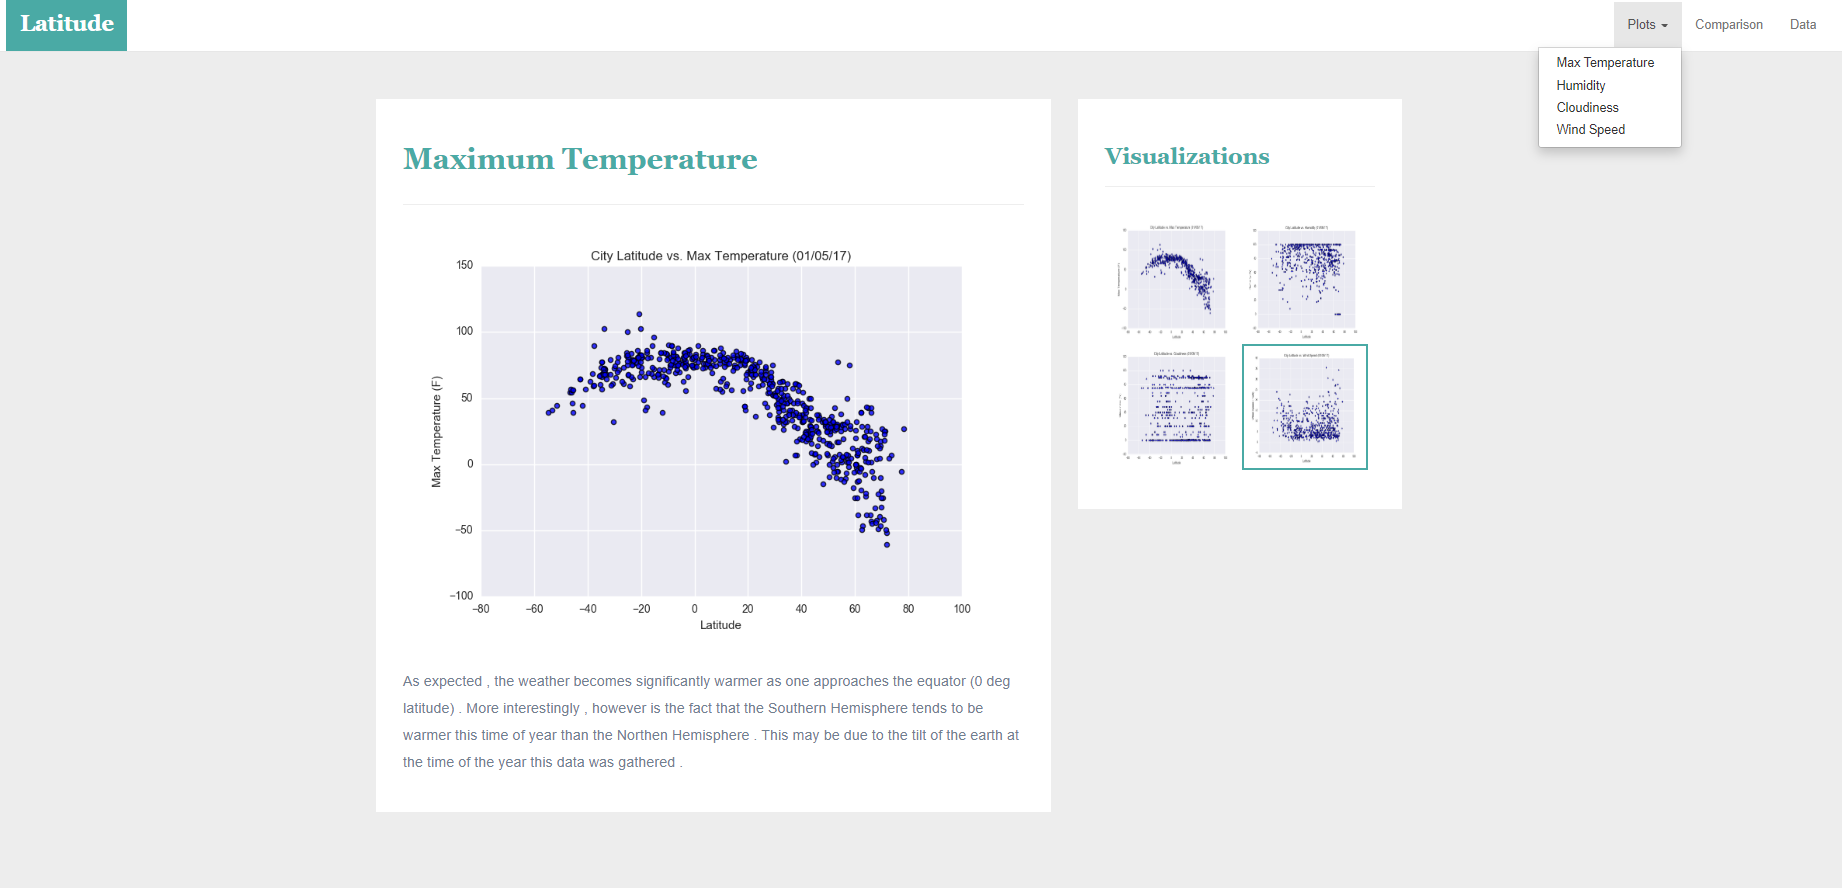 Latitude
Plots
Comparison
Data
Max Temperature
Humidity
Cloudiness
Wind Speed
Maximum Temperature
City Latitude vs. Max Temperature (01/05/17)
150
100
50
0
−50
−100
Max Temperature (F)
−80 −60 −40 −20 0 20 40 60 80 100
Latitude
As expected , the weather becomes significantly warmer as one approaches the equator (0 deg
latitude) . More interestingly , however is the fact that the Southern Hemisphere tends to be
warmer this time of year than the Northen Hemisphere . This may be due to the tilt of the earth at
the time of the year this data was gathered .
Visualizations
Latitude
Latitude
Latitude
Latitude